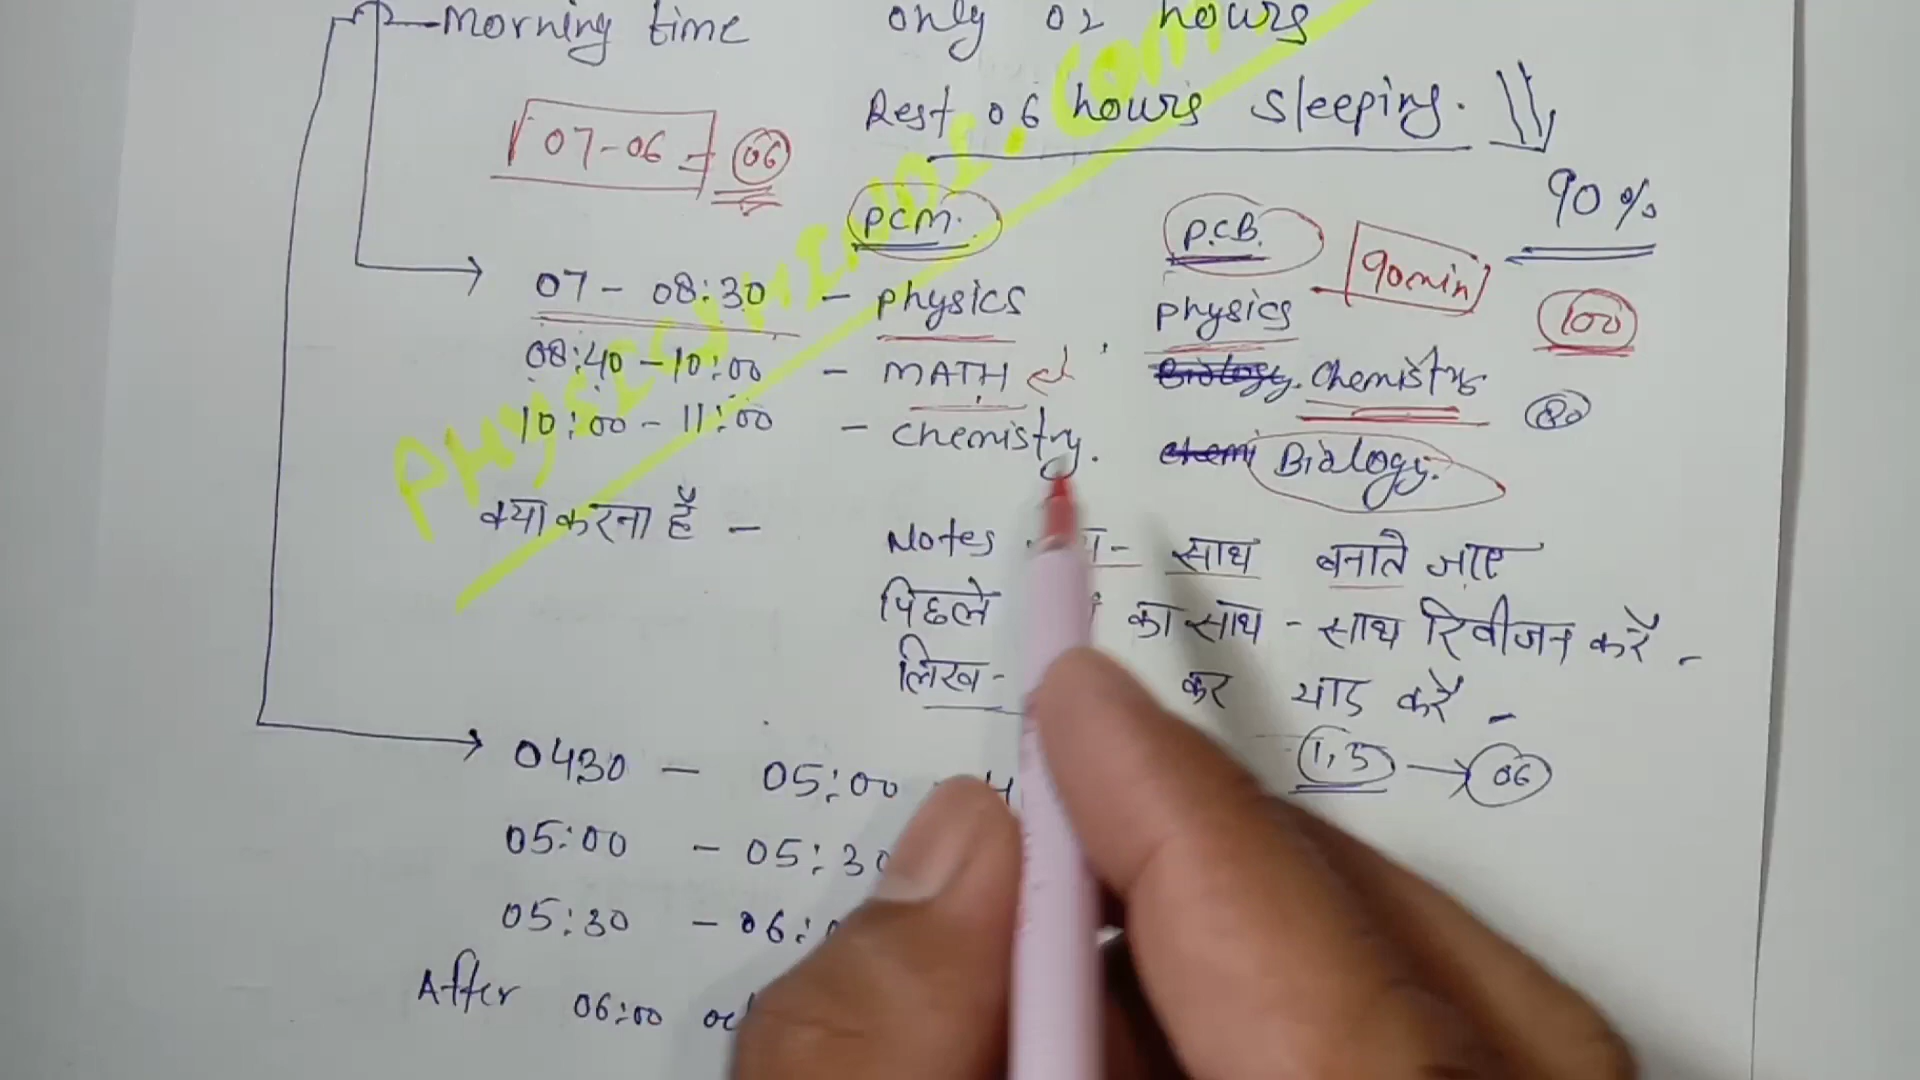 Morning time only 02 hours
Rest 06 hours sleeping.
07-06 = 06
90 %
PCM. P.C.B. 90min
07 - 08:30 - physics physics 100
08:40 - 10:00 - MATH Biology. Chemistry
10:00 - 11:00 - chemistry. chemi Biology. 80
क्या करना है - Notes साथ बनाते जाए
पिछले का साथ - साथ रिवीजन करें -
लिख- कर याद करें -
1,5 → 06
0430 - 05:00 -
05:00 - 05:30
05:30 - 06:
After 06:00